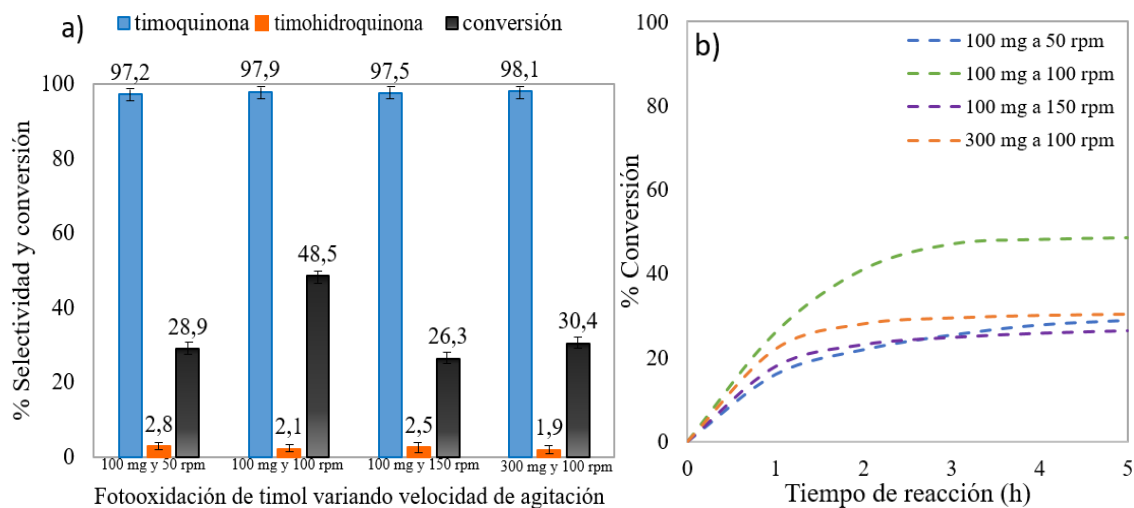 a)
timoquinona timohidroquinona conversión
97,2 97,9 97,5 98,1
100
80
60
40
20
0
% Selectividad y conversión
48,5
28,9 26,3 30,4
2,8 2,1 2,5 1,9
100 mg y 50 rpm 100 mg y 100 rpm 100 mg y 150 rpm 300 mg y 100 rpm
Fotooxidación de timol variando velocidad de agitación
b)
100 mg a 50 rpm
100 mg a 100 rpm
100 mg a 150 rpm
300 mg a 100 rpm
100
80
60
40
20
0
% Conversión
0 1 2 3 4 5
Tiempo de reacción (h)